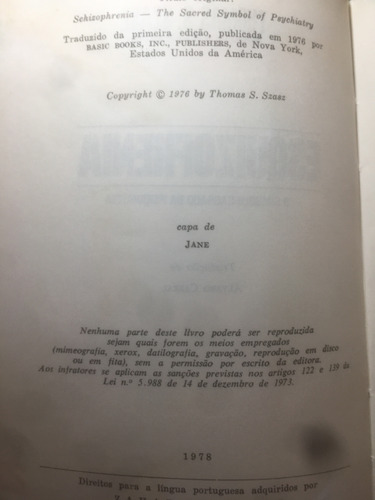 Schizophrenia — The Sacred Symbol of Psychiatry
Traduzido da primeira edição, publicada em 1976 por
BASIC BOOKS, INC., PUBLISHERS, de Nova York,
Estados Unidos da América
Copyright © 1976 by Thomas S. Szasz
capa de
JANE
Nenhuma parte deste livro poderá ser reproduzida
sejam quais forem os meios empregados
(mimeografia, xerox, datilografia, gravação, reprodução em disco
ou em fita), sem a permissão por escrito da editora.
Aos infratores se aplicam as sanções previstas nos artigos 122 e 130 da
Lei n.º 5.988 de 14 de dezembro de 1973.
1978
Direitos para a língua portuguesa adquiridos por